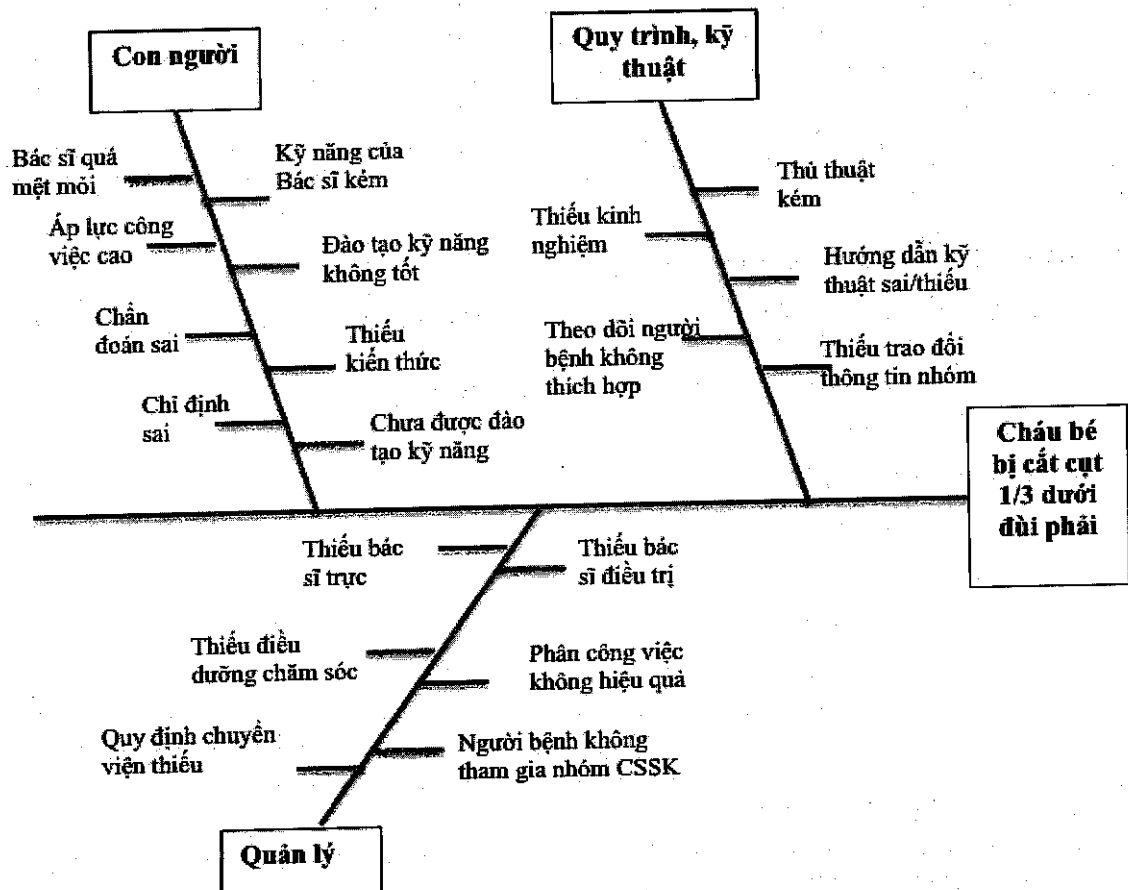 Con người
Quy trình, kỹ
thuật
Bác sĩ quá
mệt mỏi
Kỹ năng của
Bác sĩ kém
Áp lực công
việc cao
Đào tạo kỹ năng
không tốt
Chẩn
đoán sai
Thiếu
kiến thức
Chỉ định
sai
Chưa được đào
tạo kỹ năng
Thủ thuật
kém
Thiếu kinh
nghiệm
Hướng dẫn kỹ
thuật sai/thiếu
Theo dõi người
bệnh không
thích hợp
Thiếu trao đổi
thông tin nhóm
Cháu bé
bị cắt cụt
1/3 dưới
đùi phải
Thiếu bác
sĩ trực
Thiếu bác
sĩ điều trị
Thiếu điều
dưỡng chăm sóc
Phân công việc
không hiệu quả
Quy định chuyển
viện thiếu
Người bệnh không
tham gia nhóm CSSK
Quản lý